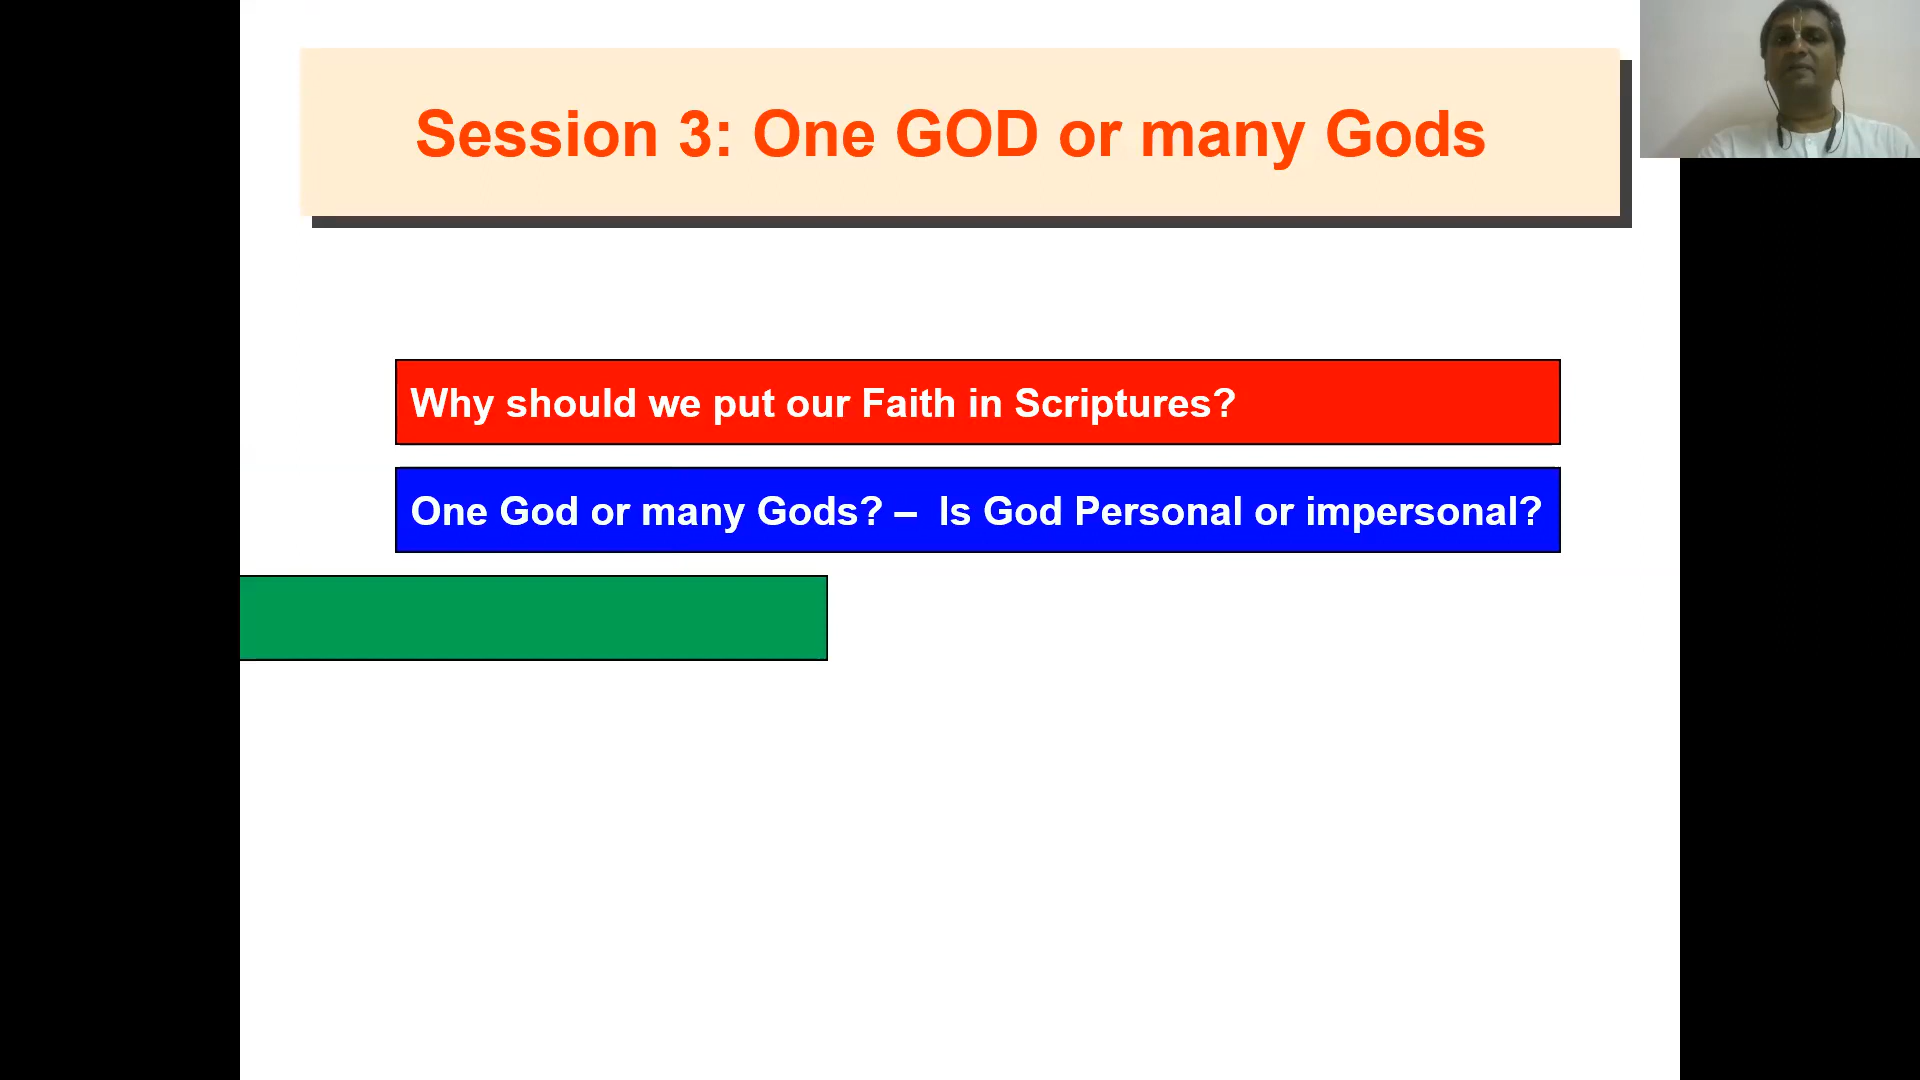 Session 3: One GOD or many Gods
Why should we put our Faith in Scriptures?
One God or many Gods? – Is God Personal or impersonal?